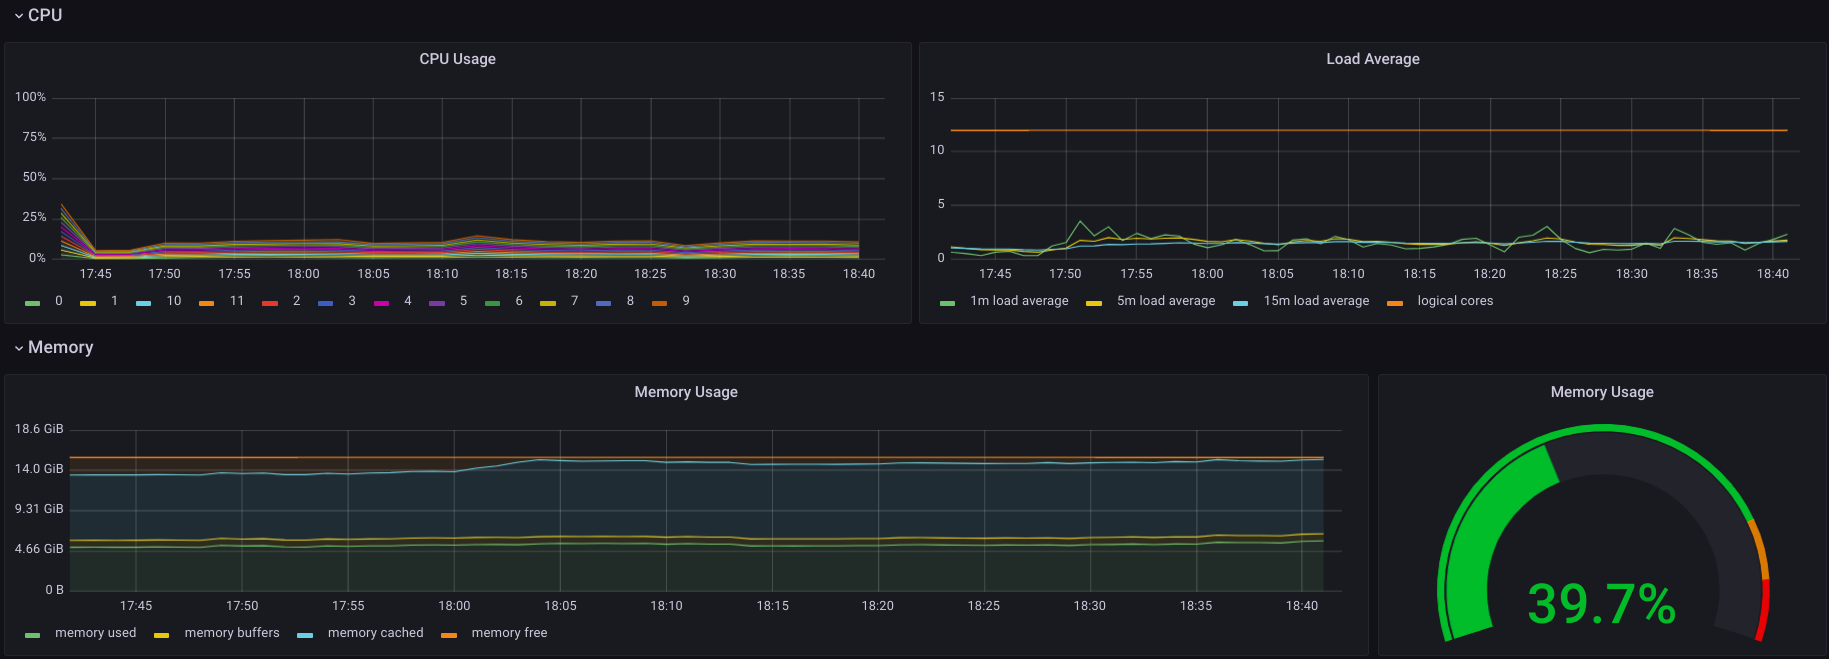 CPU
CPU Usage
100%
75%
50%
25%
0%
17:45 17:50 17:55 18:00 18:05 18:10 18:15 18:20 18:25 18:30 18:35 18:40
0 1 10 11 2 3 4 5 6 7 8 9
Load Average
15
10
5
0
17:45 17:50 17:55 18:00 18:05 18:10 18:15 18:20 18:25 18:30 18:35 18:40
1m load average 5m load average 15m load average logical cores
Memory
Memory Usage
18.6 GiB
14.0 GiB
9.31 GiB
4.66 GiB
0 B
17:45 17:50 17:55 18:00 18:05 18:10 18:15 18:20 18:25 18:30 18:35 18:40
memory used memory buffers memory cached memory free
Memory Usage
39.7%